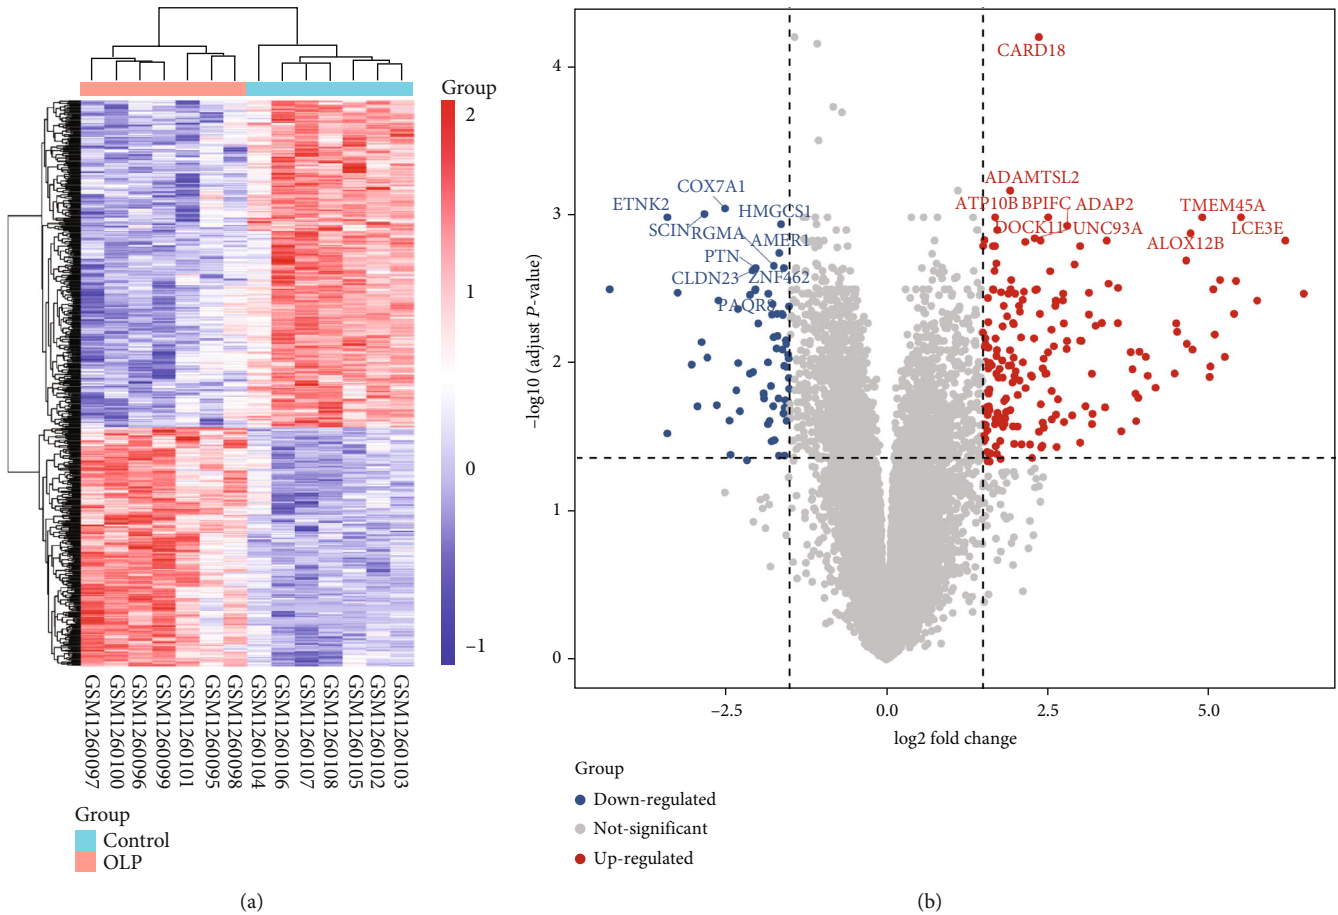 Group
2
1
0
−1
GSM1260097
GSM1260100
GSM1260096
GSM1260099
GSM1260101
GSM1260095
GSM1260098
GSM1260104
GSM1260106
GSM1260107
GSM1260108
GSM1260105
GSM1260102
GSM1260103
Group
Control
OLP
(a)
−log10 (adjust P-value)
4
3
2
1
0
CARD18
ADAMTSL2
COX7A1
ETNK2
HMGCS1
ATP10B BPIFC ADAP2
TMEM45A
SCIN RGMA
DOCK11 UNC93A
LCE3E
AMER1
ALOX12B
PTN
CLDN23 ZNF462
PAQR8
−2.5
0.0
2.5
5.0
log2 fold change
Group
Down-regulated
Not-significant
Up-regulated
(b)